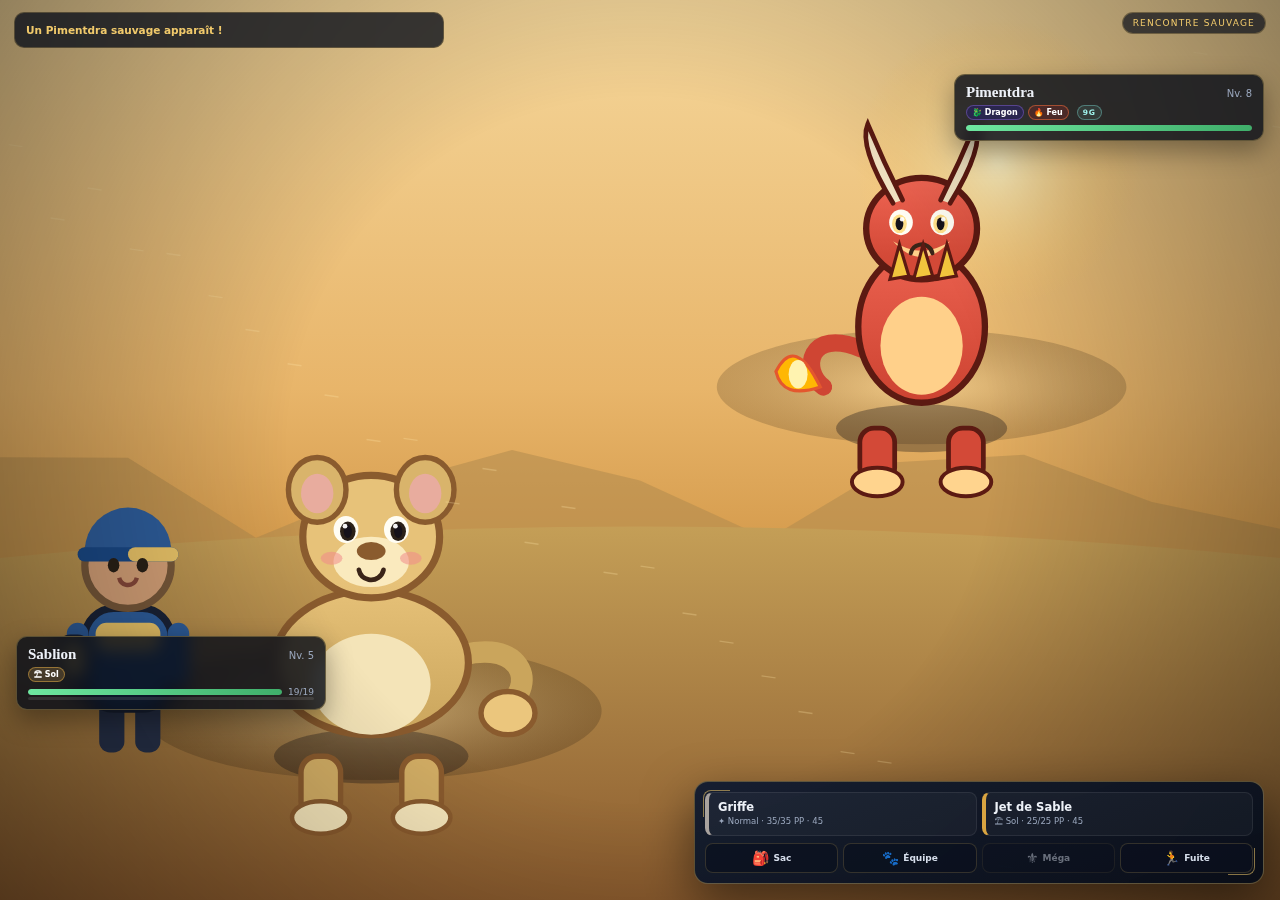 Un Pimentdra sauvage apparaît !
RENCONTRE SAUVAGE
Pimentdra Nv. 8
Dragon Feu 9G
Sablion Nv. 5
Sol
19/19
Griffe
Normal · 35/35 PP · 45
Jet de Sable
Sol · 25/25 PP · 45
Sac
Équipe
Méga
Fuite